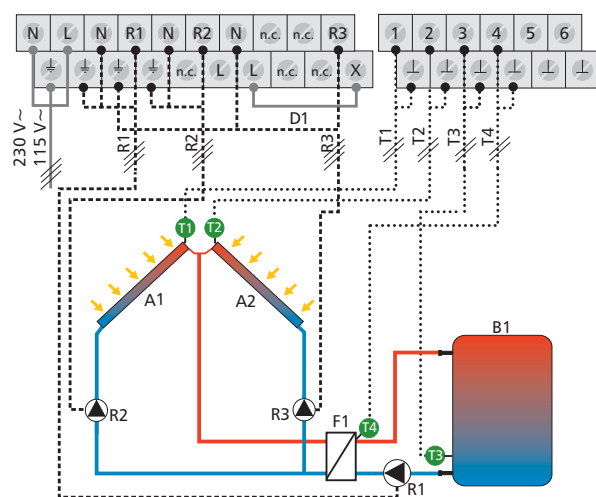 N L N R1 N R2 N n.c. n.c. R3
n.c. L L n.c. n.c. X
1 2 3 4 5 6
D1
230 V~
115 V~
R1
R2
R3
T1
T2
T3
T4
T1 T2
A1 A2
B1
R2 R3 F1 T4
T3
R1